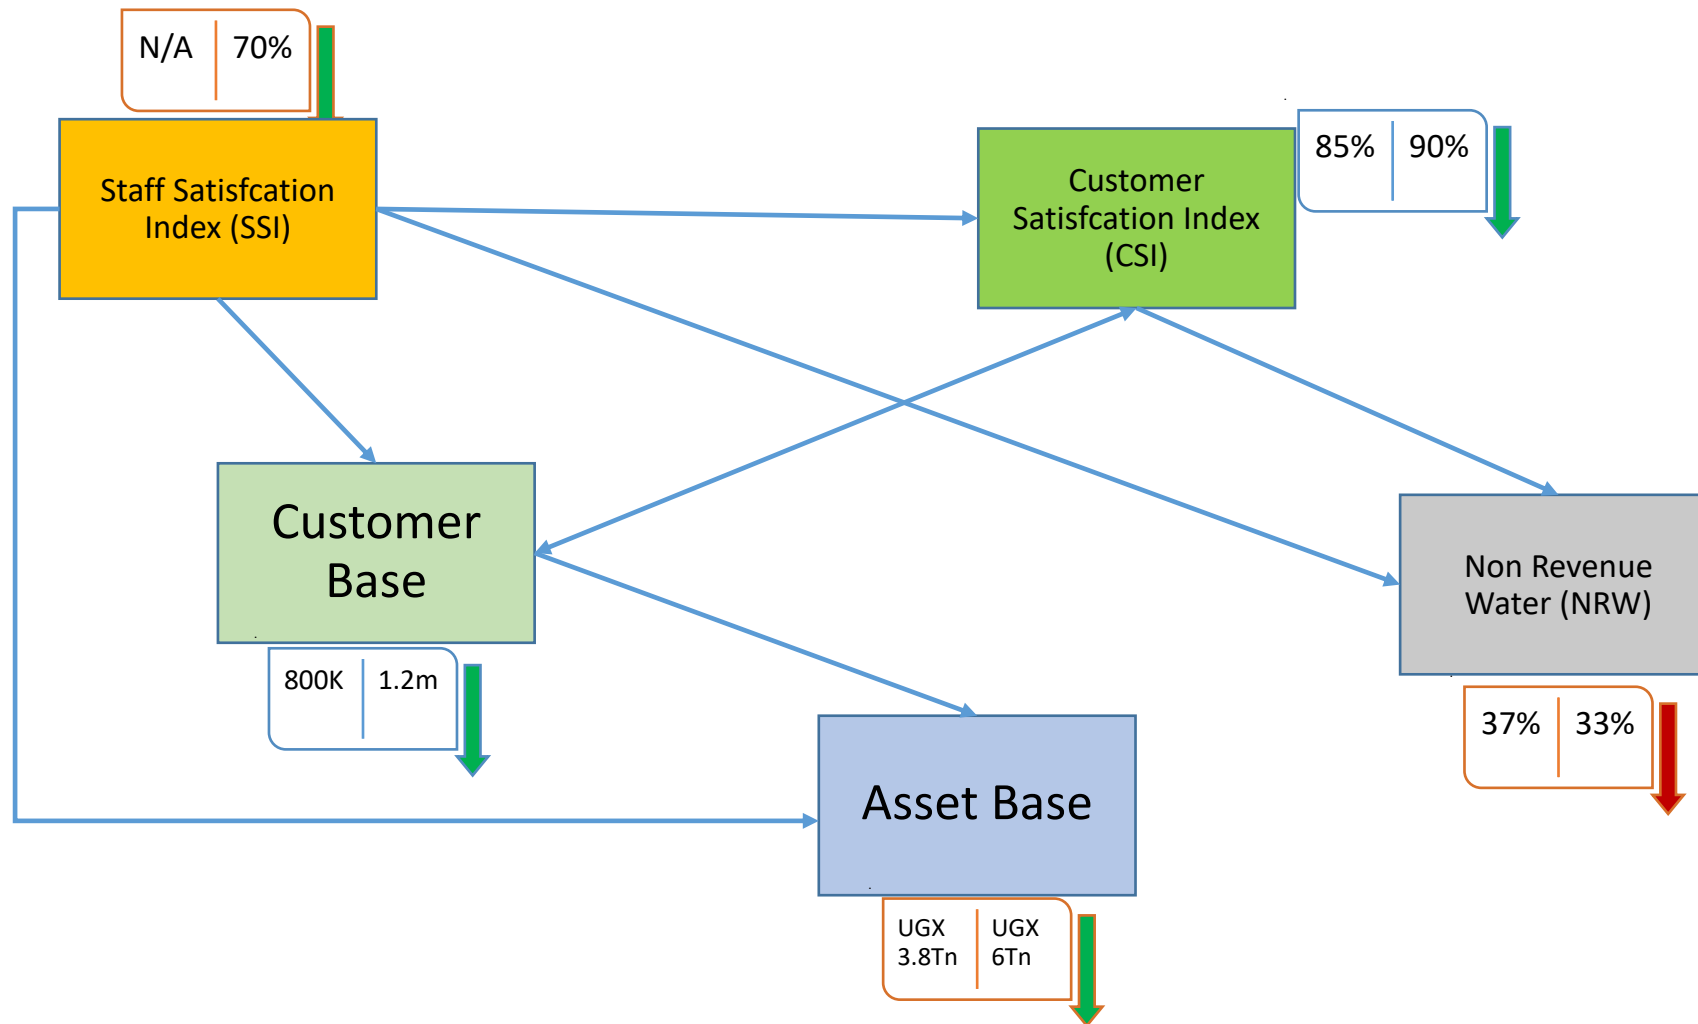 N/A 70%
Staff Satisfcation
Index (SSI)
Customer
Satisfcation Index
(CSI)
85% 90%
Customer
Base
800K 1.2m
Non Revenue
Water (NRW)
37% 33%
Asset Base
UGX UGX
3.8Tn 6Tn